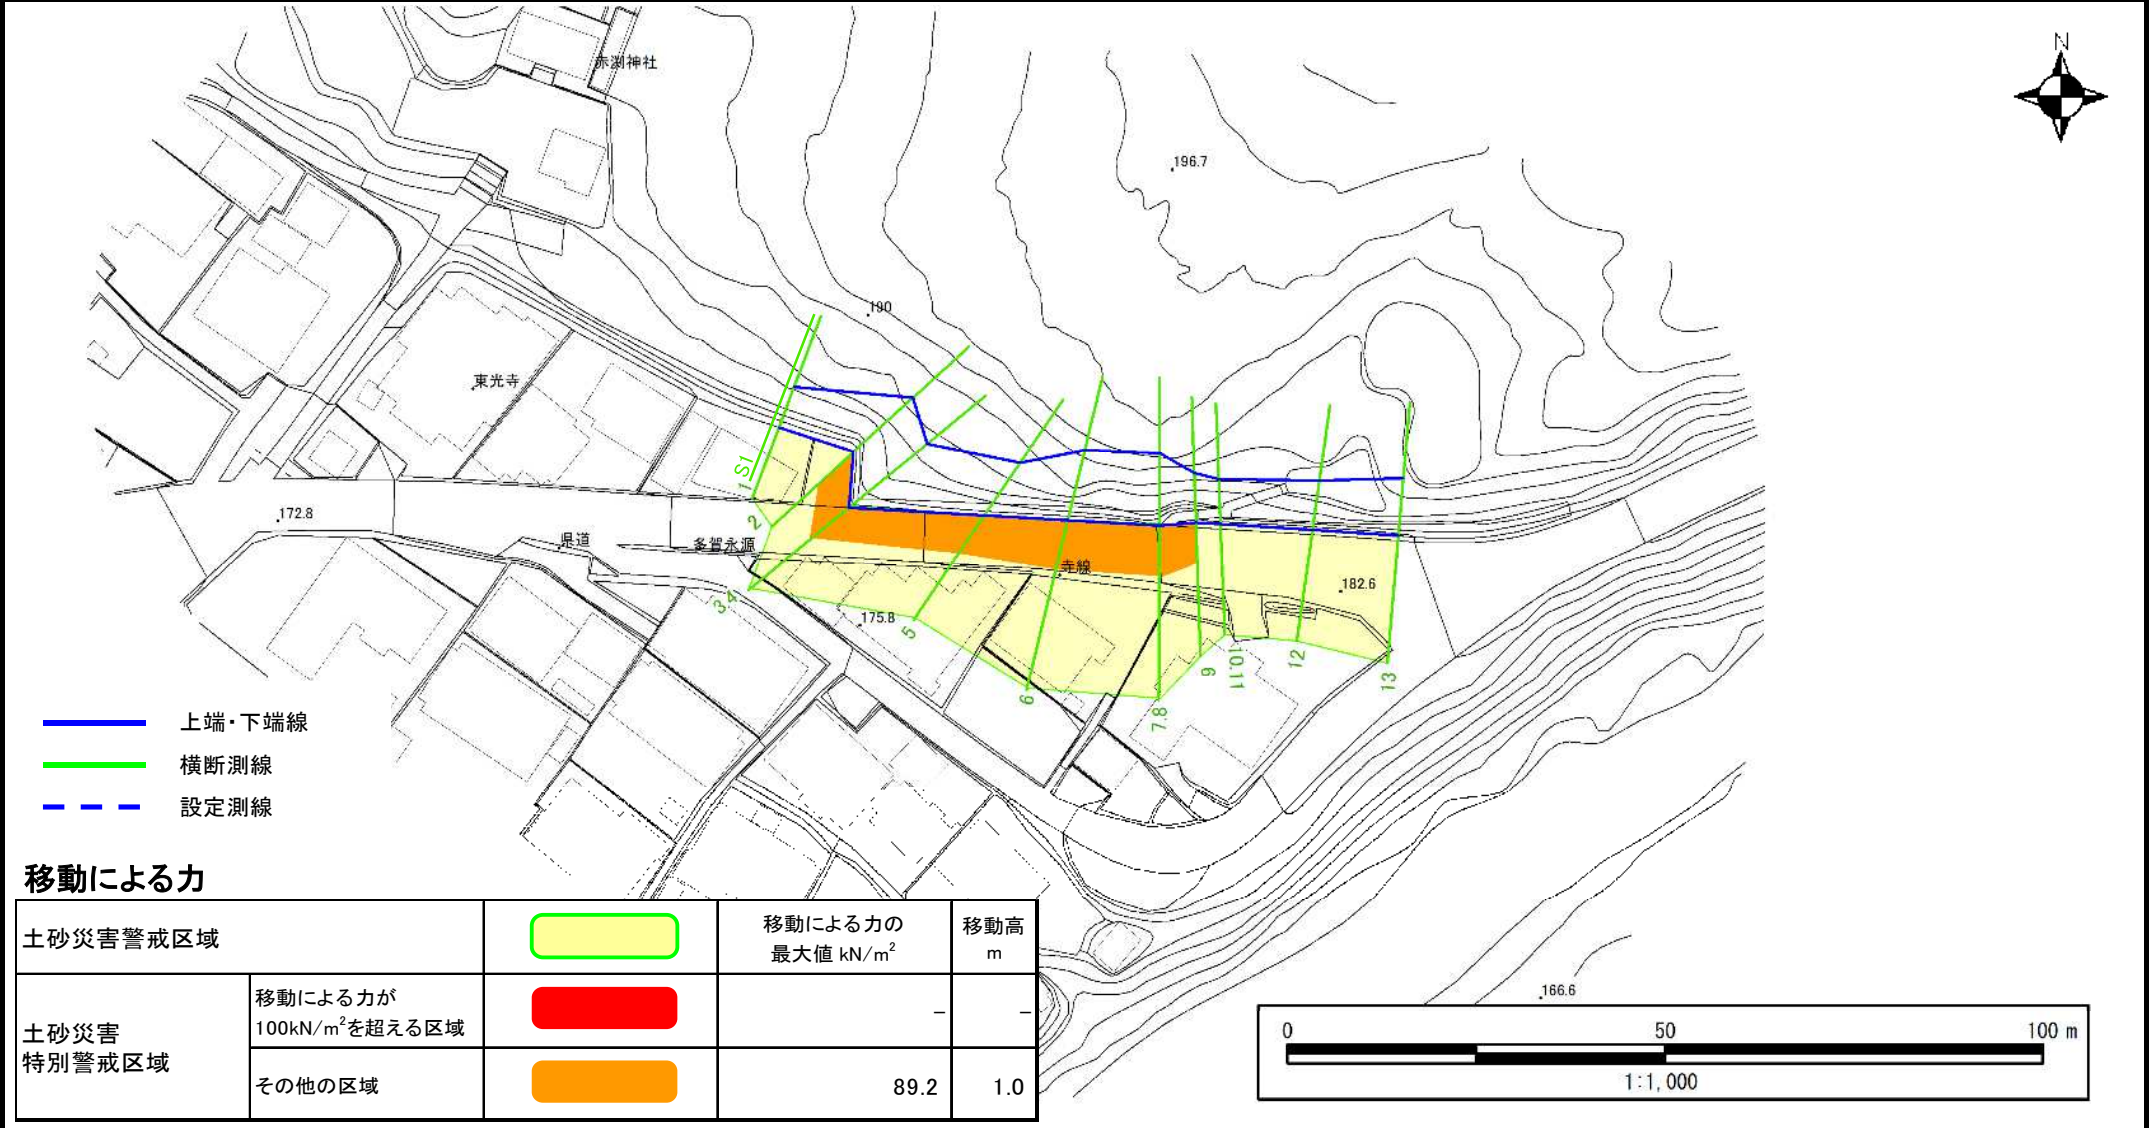 赤渕神社
N
196.7
190
東光寺
S1
1
2
172.8
県道
多賀永源
寺線
182.6
3.4
175.8
5
6
7.8
9
10.11
12
13
上端・下端線
横断測線
設定測線
移動による力
土砂災害警戒区域
移動による力の
最大値 kN/m²
移動高
m
土砂災害
特別警戒区域
移動による力が
100kN/m²を超える区域
－
－
その他の区域
89.2
1.0
166.6
0
50
100 m
1:1,000